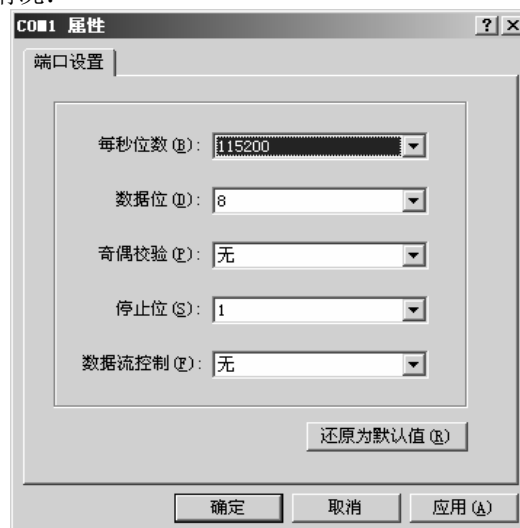 COM1 属性
端口设置
每秒位数(B): 115200
数据位(D): 8
奇偶校验(P): 无
停止位(S): 1
数据流控制(F): 无
还原为默认值(R)
确定 取消 应用(A)